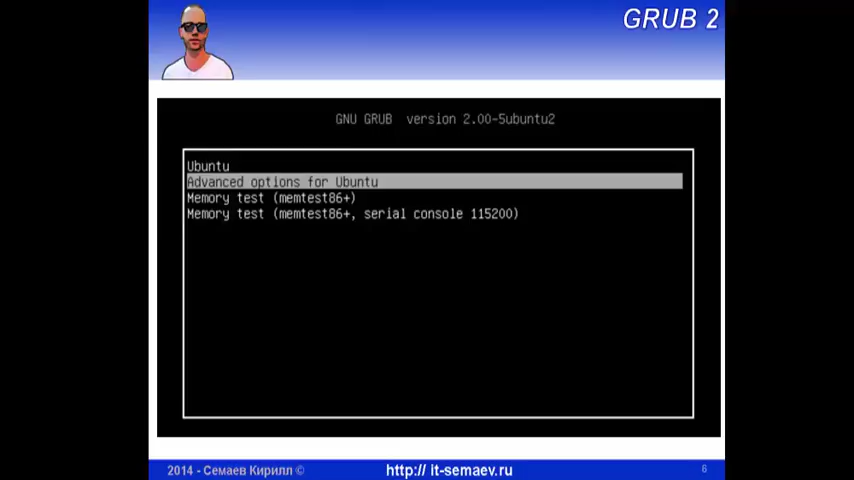 GRUB 2
GNU GRUB version 2.00-5ubuntu2
Ubuntu
Advanced options for Ubuntu
Memory test (memtest86+)
Memory test (memtest86+, serial console 115200)
2014 - Семаев Кирилл © http:// it-semaev.ru 6